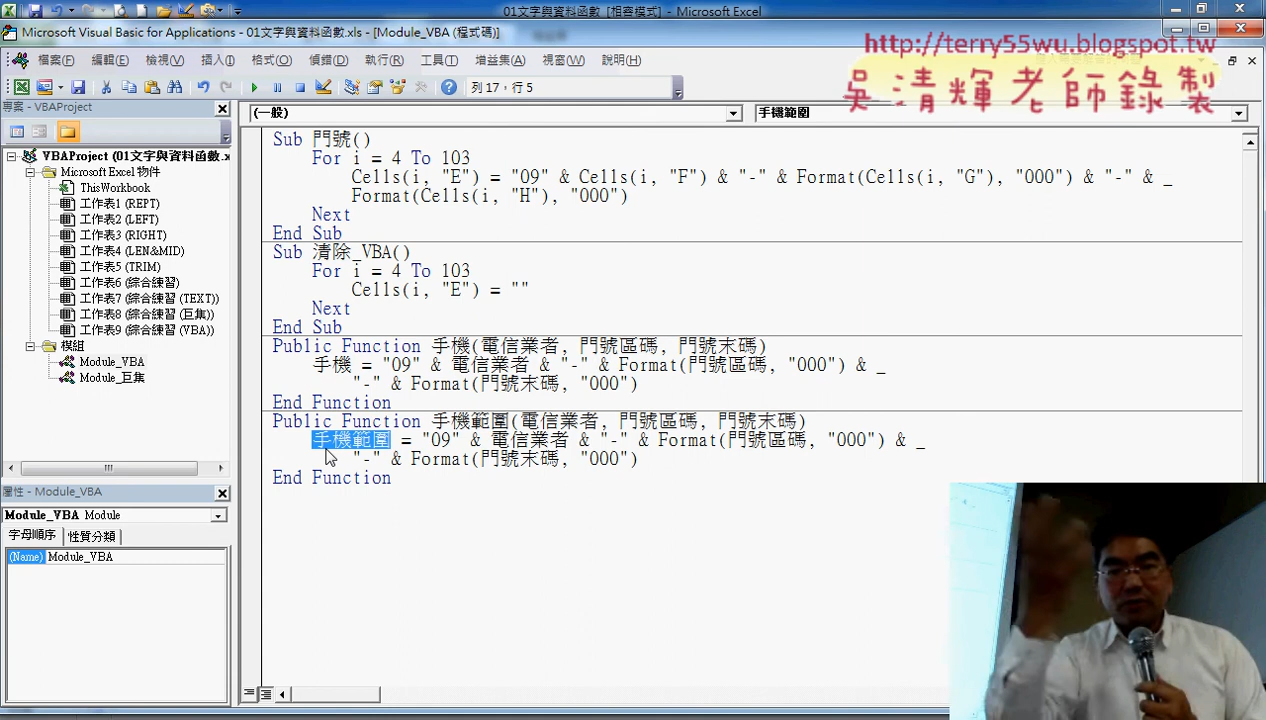 01文字與資料函數 [相容模式] - Microsoft Excel
Microsoft Visual Basic for Applications - 01文字與資料函數.xls - [Module_VBA (程式碼)]
http://terry55wu.blogspot.tw
吳清輝老師錄製
檔案(F) 編輯(E) 檢視(V) 插入(I) 格式(O) 偵錯(D) 執行(R) 工具(T) 增益集(A) 視窗(W) 說明(H)
列 17，行 5
專案 - VBAProject
(一般) 手機範圍
VBAProject (01文字與資料函數.x
Microsoft Excel 物件
ThisWorkbook
工作表1 (REPT)
工作表2 (LEFT)
工作表3 (RIGHT)
工作表4 (LEN&MID)
工作表5 (TRIM)
工作表6 (綜合練習)
工作表7 (綜合練習 (TEXT)
工作表8 (綜合練習 (巨集)
工作表9 (綜合練習 (VBA))
模組
Module_VBA
Module_巨集
屬性 - Module_VBA
Module_VBA Module
字母順序 性質分類
(Name) Module_VBA
Sub 門號()
For i = 4 To 103
Cells(i, "E") = "09" & Cells(i, "F") & "-" & Format(Cells(i, "G"), "000") & "-" & _
Format(Cells(i, "H"), "000")
Next
End Sub
Sub 清除_VBA()
For i = 4 To 103
Cells(i, "E") = ""
Next
End Sub
Public Function 手機(電信業者, 門號區碼, 門號末碼)
手機 = "09" & 電信業者 & "-" & Format(門號區碼, "000") & _
"-" & Format(門號末碼, "000")
End Function
Public Function 手機範圍(電信業者, 門號區碼, 門號末碼)
手機範圍 = "09" & 電信業者 & "-" & Format(門號區碼, "000") & _
"-" & Format(門號末碼, "000")
End Function